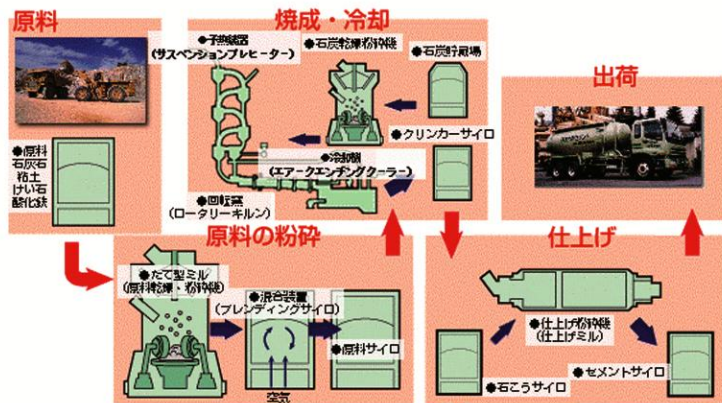 原料
●原料
石炭石
粘土
けい石
酸化鉄
原料の粉砕
●たて型ミル
(原料乾燥・粉砕機)
●混合装置
(ブレンディングサイロ)
●原料サイロ
空気
焼成・冷却
●予熱装置
(サスペンションプレヒーター)
●石炭乾燥粉砕機
●石炭貯蔵場
●クリンカーサイロ
●冷却機
(エアークエンチングクーラー)
●回転窯
(ロータリーキルン)
仕上げ
●仕上げ粉砕機
(仕上げミル)
●石こうサイロ
●セメントサイロ
出荷